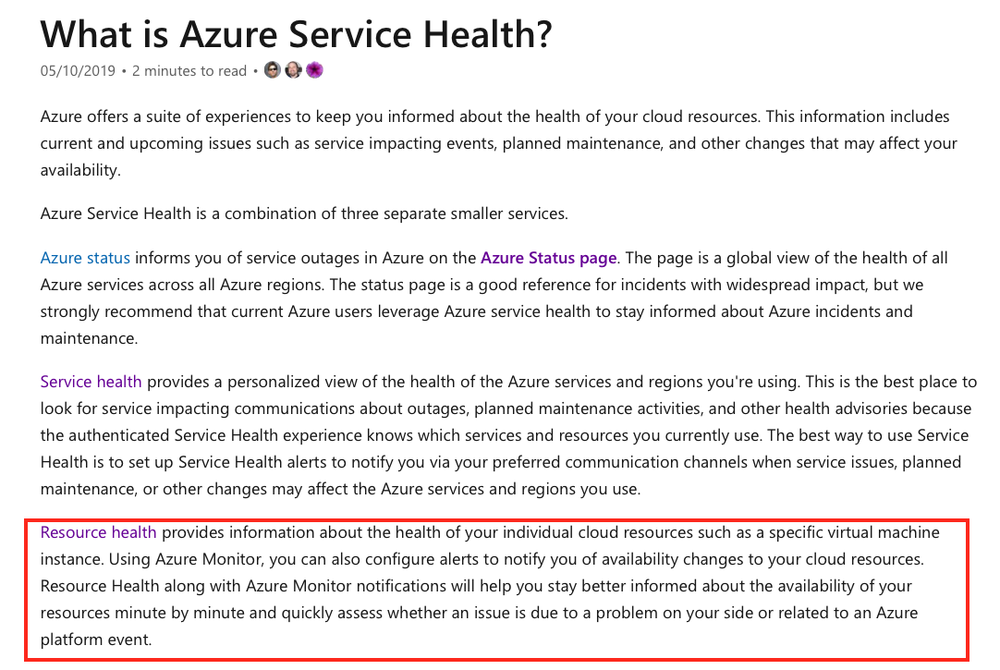 What is Azure Service Health?
05/10/2019 • 2 minutes to read •
Azure offers a suite of experiences to keep you informed about the health of your cloud resources. This information includes
current and upcoming issues such as service impacting events, planned maintenance, and other changes that may affect your
availability.
Azure Service Health is a combination of three separate smaller services.
Azure status informs you of service outages in Azure on the Azure Status page. The page is a global view of the health of all
Azure services across all Azure regions. The status page is a good reference for incidents with widespread impact, but we
strongly recommend that current Azure users leverage Azure service health to stay informed about Azure incidents and
maintenance.
Service health provides a personalized view of the health of the Azure services and regions you're using. This is the best place to
look for service impacting communications about outages, planned maintenance activities, and other health advisories because
the authenticated Service Health experience knows which services and resources you currently use. The best way to use Service
Health is to set up Service Health alerts to notify you via your preferred communication channels when service issues, planned
maintenance, or other changes may affect the Azure services and regions you use.
Resource health provides information about the health of your individual cloud resources such as a specific virtual machine
instance. Using Azure Monitor, you can also configure alerts to notify you of availability changes to your cloud resources.
Resource Health along with Azure Monitor notifications will help you stay better informed about the availability of your
resources minute by minute and quickly assess whether an issue is due to a problem on your side or related to an Azure
platform event.